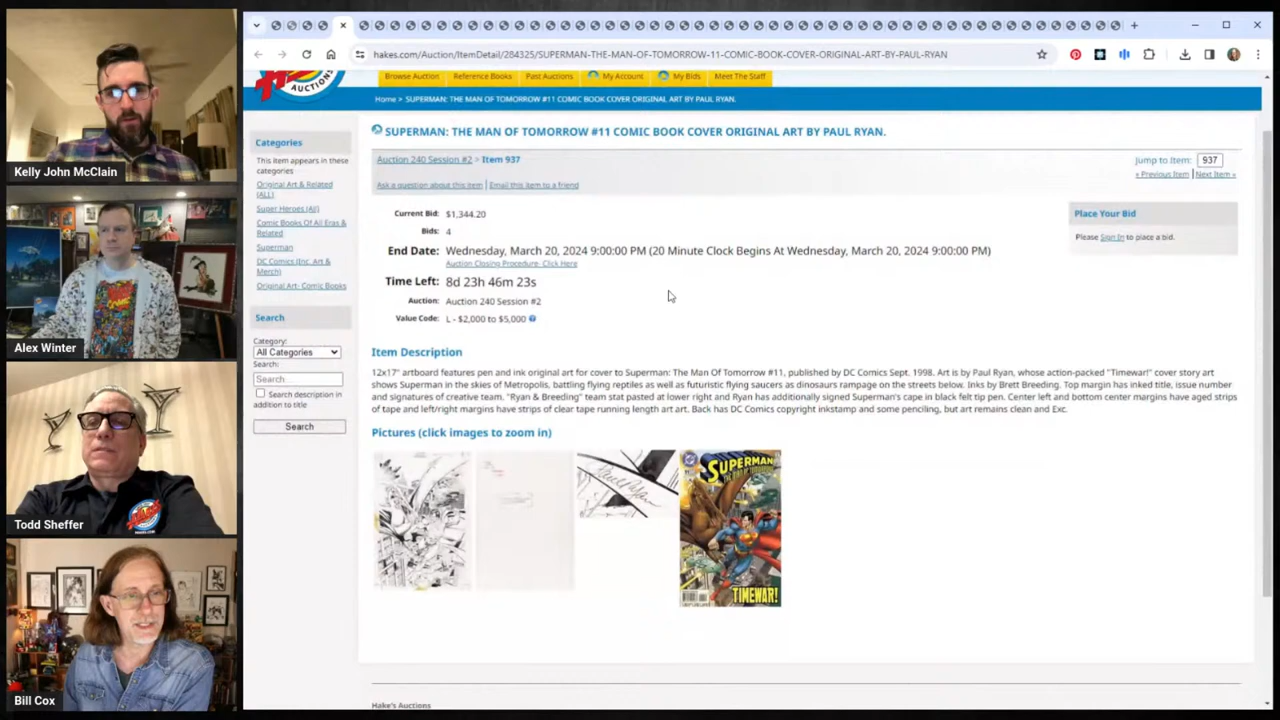 Kelly John McClain
Alex Winter
Todd Sheffer
Bill Cox
hakes.com/Auction/ItemDetail/284325/SUPERMAN-THE-MAN-OF-TOMORROW-11-COMIC-BOOK-COVER-ORIGINAL-ART-BY-PAUL-RYAN
AUCTIONS
Browse Auction
Reference Books
Past Auctions
My Account
My Bids
Meet The Staff
Home > SUPERMAN: THE MAN OF TOMORROW #11 COMIC BOOK COVER ORIGINAL ART BY PAUL RYAN.
Categories
This item appears in these
categories
Original Art & Related
(ALL)
Super Heroes (All)
Comic Books Of All Eras &
Related
Superman
DC Comics (Inc. Art &
Merch)
Original Art- Comic Books
Search
Category:
All Categories
Search:
Search...
Search description in
addition to title
Search
SUPERMAN: THE MAN OF TOMORROW #11 COMIC BOOK COVER ORIGINAL ART BY PAUL RYAN.
Auction 240 Session #2 > Item 937
Jump to Item: 937
« Previous Item | Next Item »
Ask a question about this item | Email this item to a friend
Current Bid: $1,344.20
Bids: 4
End Date: Wednesday, March 20, 2024 9:00:00 PM (20 Minute Clock Begins At Wednesday, March 20, 2024 9:00:00 PM)
Auction Closing Procedure- Click Here
Time Left: 8d 23h 46m 23s
Auction: Auction 240 Session #2
Value Code: L - $2,000 to $5,000
Place Your Bid
Please Sign In to place a bid.
Item Description
12x17" artboard features pen and ink original art for cover to Superman: The Man Of Tomorrow #11, published by DC Comics Sept. 1998. Art is by Paul Ryan, whose action-packed "Timewar!" cover story art
shows Superman in the skies of Metropolis, battling flying reptiles as well as futuristic flying saucers as dinosaurs rampage on the streets below. Inks by Brett Breeding. Top margin has inked title, issue number
and signatures of creative team. "Ryan & Breeding" team stat pasted at lower right and Ryan has additionally signed Superman's cape in black felt tip pen. Center left and bottom center margins have aged strips
of tape and left/right margins have strips of clear tape running length art art. Back has DC Comics copyright inkstamp and some penciling, but art remains clean and Exc.
Pictures (click images to zoom in)
SUPERMAN
TIMEWAR!
Hake's Auctions